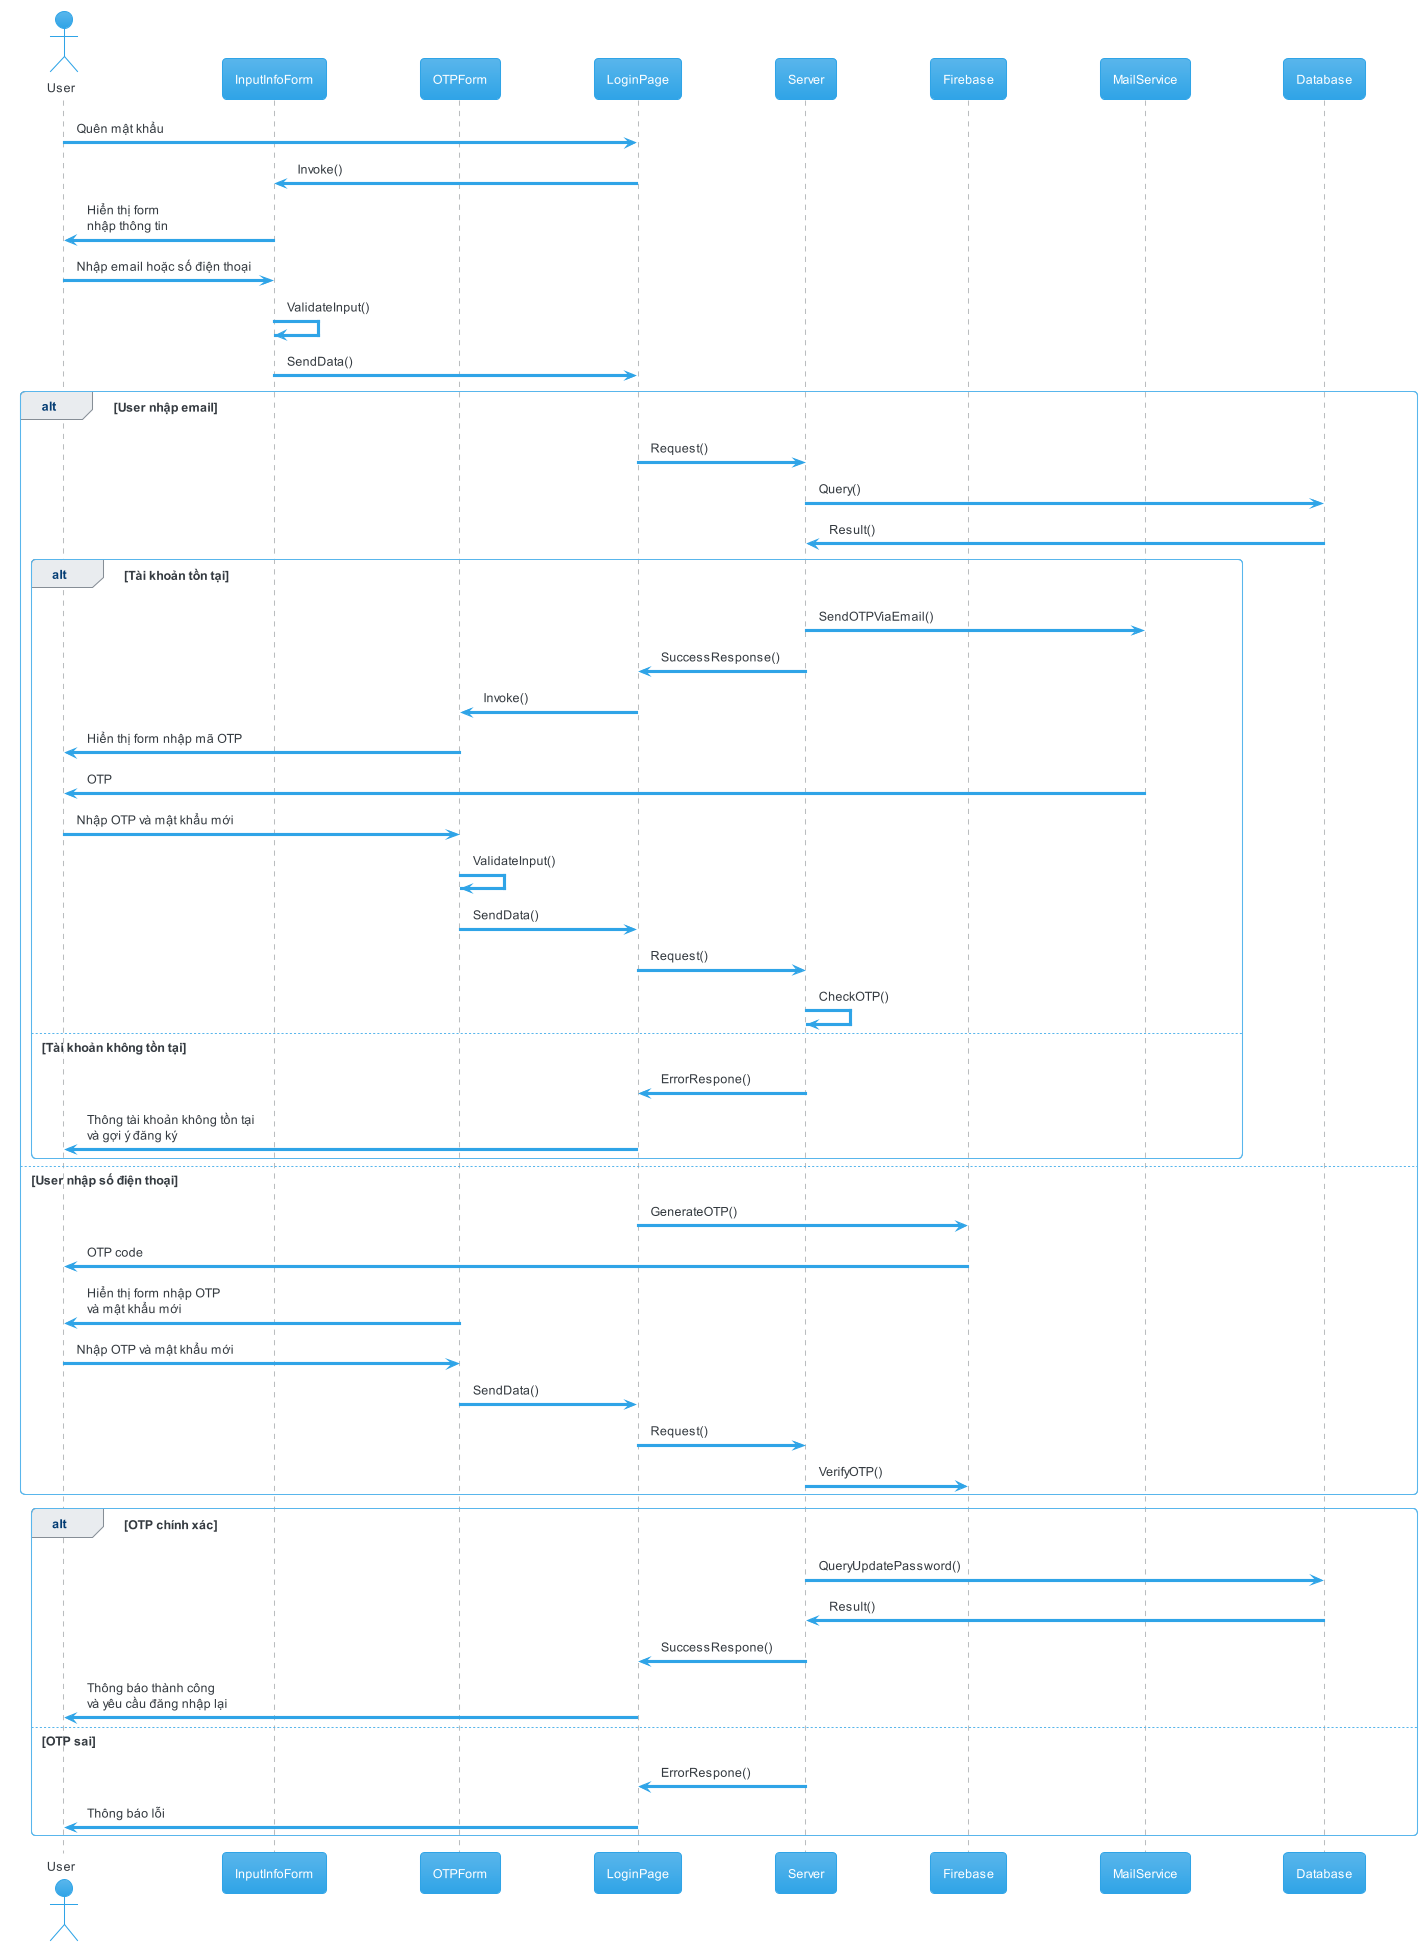 User
InputInfoForm
OTPForm
LoginPage
Server
Firebase
MailService
Database
Quên mật khẩu
Invoke()
Hiển thị form
nhập thông tin
Nhập email hoặc số điện thoại
ValidateInput()
SendData()
alt
[User nhập email]
Request()
Query()
Result()
alt
[Tài khoản tồn tại]
SendOTPViaEmail()
SuccessResponse()
Invoke()
Hiển thị form nhập mã OTP
OTP
Nhập OTP và mật khẩu mới
ValidateInput()
SendData()
Request()
CheckOTP()
[Tài khoản không tồn tại]
ErrorRespone()
Thông tài khoản không tồn tại
và gợi ý đăng ký
[User nhập số điện thoại]
GenerateOTP()
OTP code
Hiển thị form nhập OTP
và mật khẩu mới
Nhập OTP và mật khẩu mới
SendData()
Request()
VerifyOTP()
alt
[OTP chính xác]
QueryUpdatePassword()
Result()
SuccessRespone()
Thông báo thành công
và yêu cầu đăng nhập lại
[OTP sai]
ErrorRespone()
Thông báo lỗi
User
InputInfoForm
OTPForm
LoginPage
Server
Firebase
MailService
Database